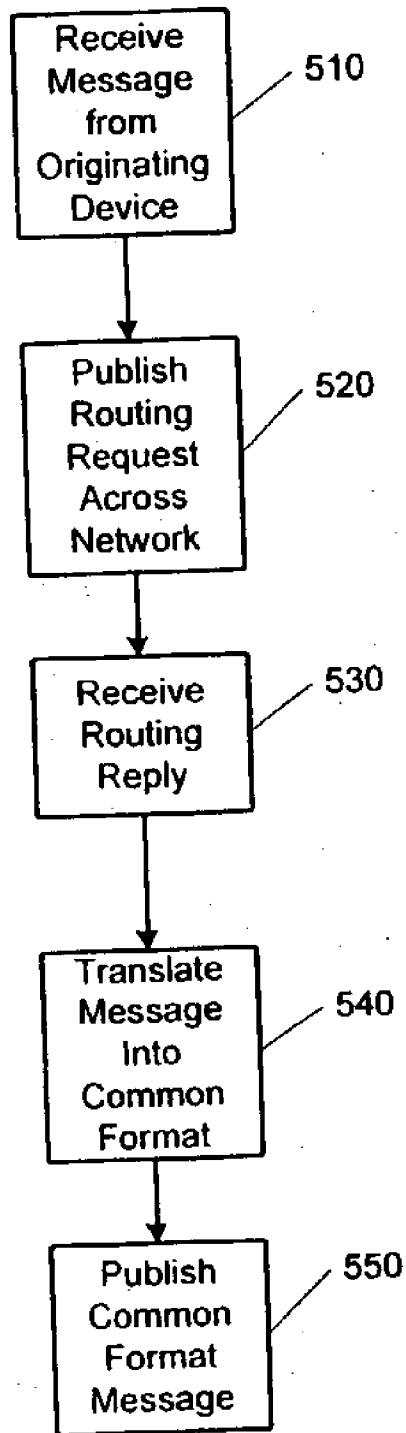 Receive
Message
from
Originating
Device
510
Publish
Routing
Request
Across
Network
520
Receive
Routing
Reply
530
Translate
Message
Into
Common
Format
540
Publish
Common
Format
Message
550